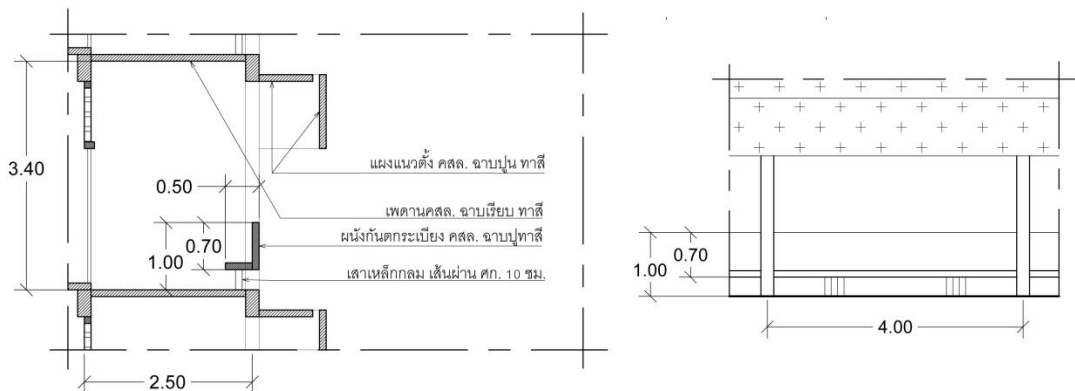 3.40
0.50
แผงแนวตั้ง คสล. ฉาบปูน ทาสี
เพดานคสล. ฉาบเรียบ ทาสี
0.70
1.00
ผนังกันตกระเบียง คสล. ฉาบปูทาสี
เสาเหล็กกลม เส้นผ่าน ศก. 10 ซม.
2.50
0.70
1.00
4.00